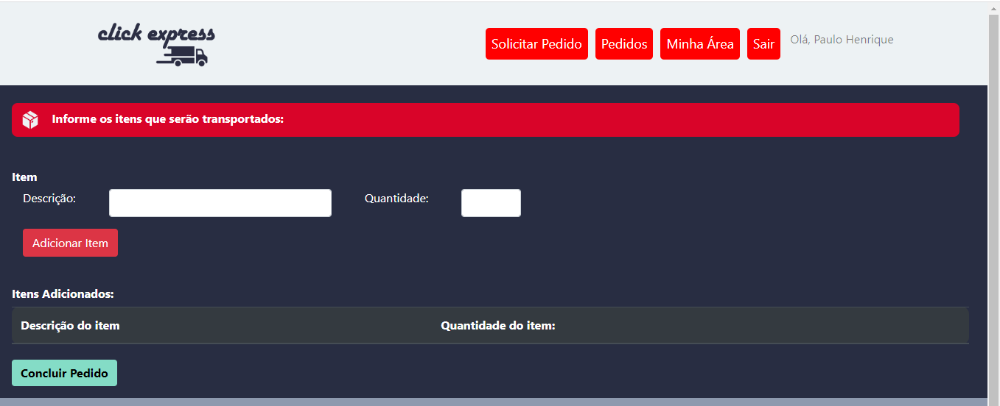 click express
Solicitar Pedido Pedidos Minha Área Sair Olá, Paulo Henrique
Informe os itens que serão transportados:
Item
Descrição: Quantidade:
Adicionar Item
Itens Adicionados:
Descrição do item Quantidade do item:
Concluir Pedido